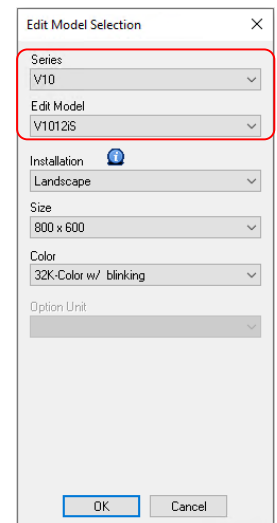 Edit Model Selection
Series
V10
Edit Model
V1012iS
Installation
Landscape
Size
800 x 600
Color
32K-Color w/ blinking
Option Unit
OK Cancel